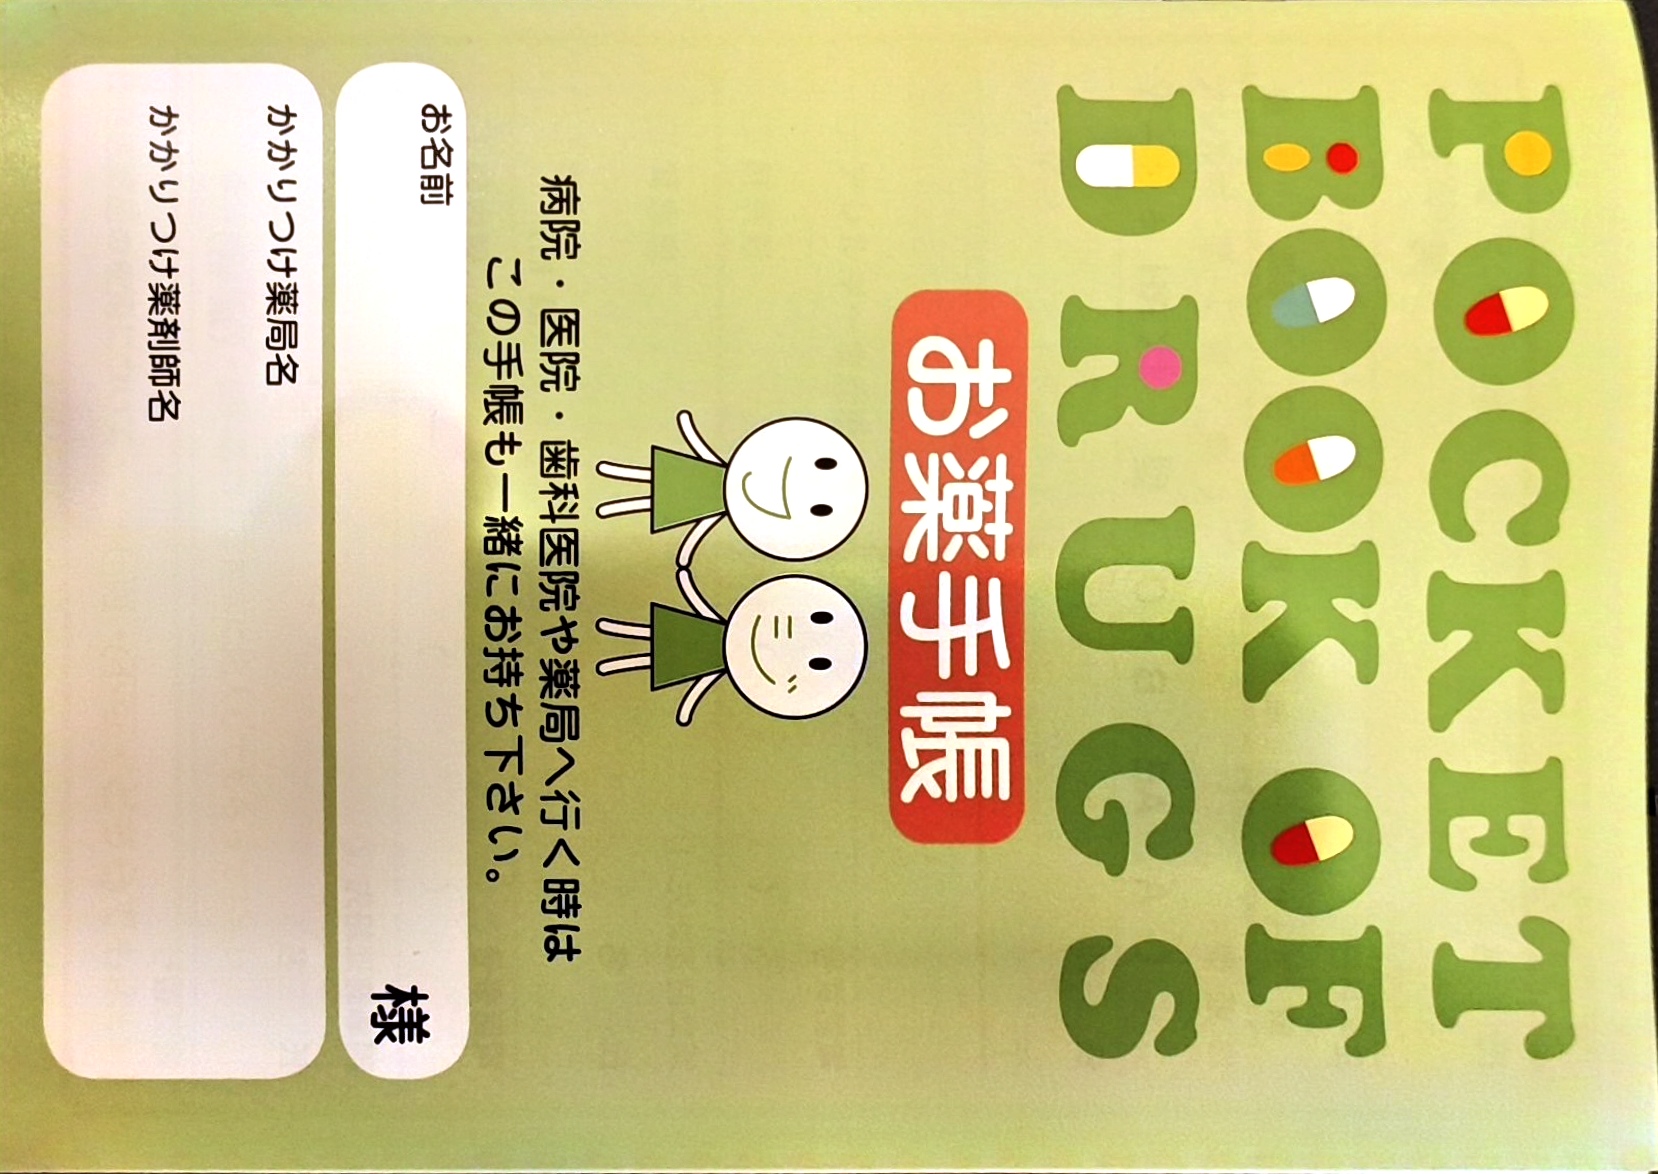 POCKET
BOOK OF
DRUGS
お薬手帳
病院・医院・歯科医院や薬局へ行く時は
この手帳も一緒にお持ち下さい。
お名前 様
かかりつけ薬局名
かかりつけ薬剤師名